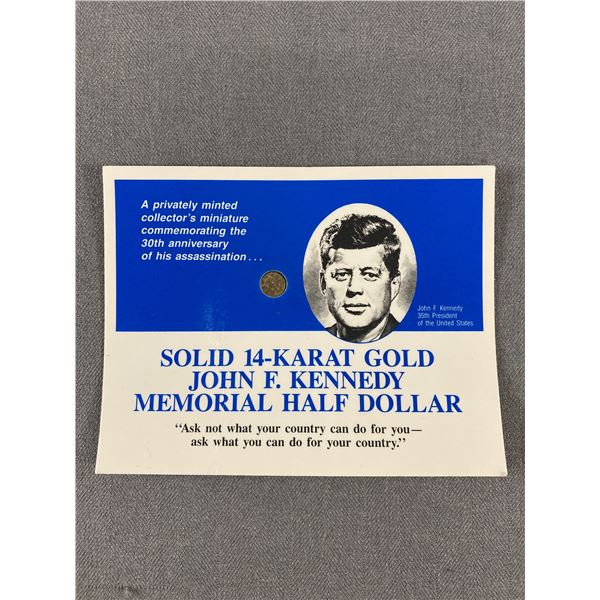 A privately minted
collector's miniature
commemorating the
30th anniversary
of his assassination...
John F. Kennedy
35th President
of the United States
SOLID 14-KARAT GOLD
JOHN F. KENNEDY
MEMORIAL HALF DOLLAR
"Ask not what your country can do for you—
ask what you can do for your country."